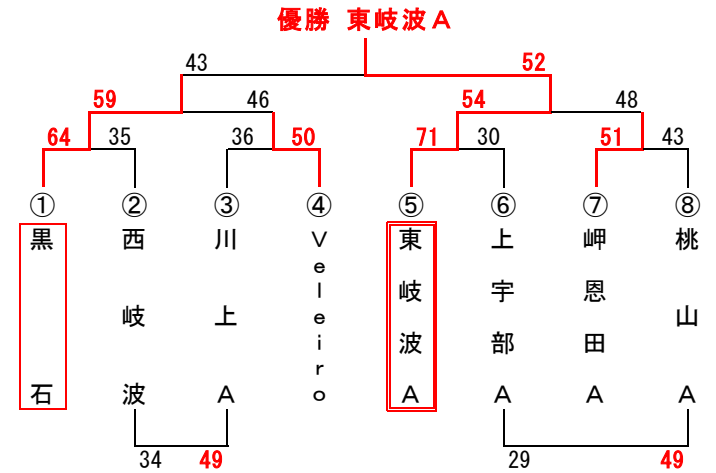 優勝 東岐波A
43 52
59 46 54 48
64 35 36 50 71 30 51 43
① ② ③ ④ ⑤ ⑥ ⑦ ⑧
黒石
西岐波
川上A
Veleiro
東岐波A
上宇部A
岬恩田A
桃山A
34 49 29 49